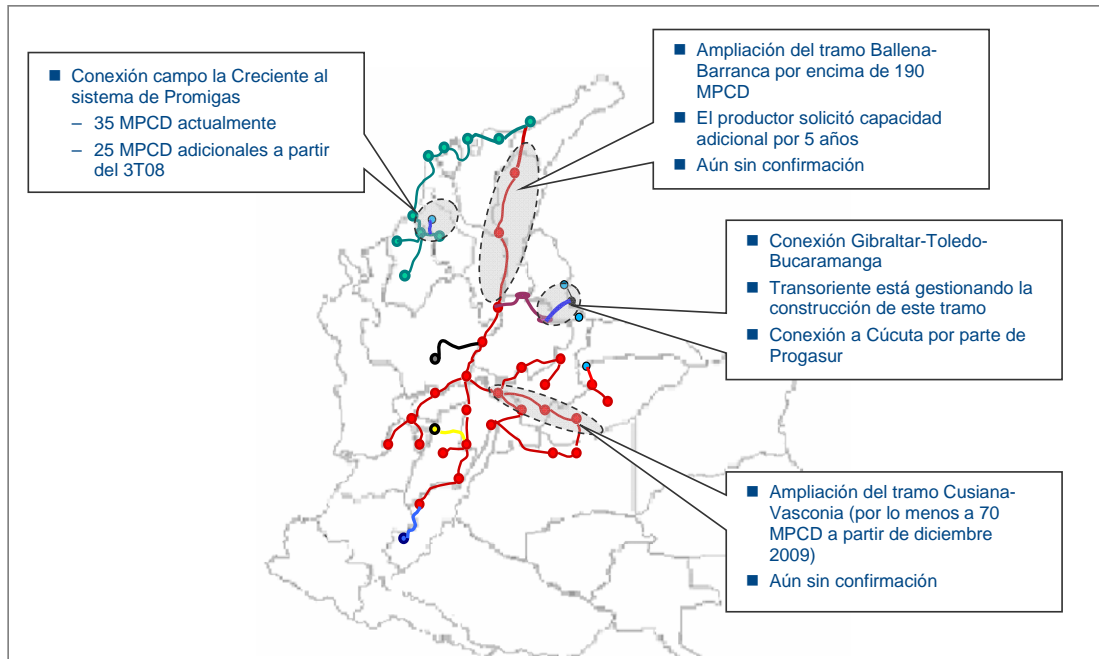 ■ Conexión campo la Creciente al
sistema de Promigas
– 35 MPCD actualmente
– 25 MPCD adicionales a partir
del 3T08
■ Ampliación del tramo Ballena-
Barranca por encima de 190
MPCD
■ El productor solicitó capacidad
adicional por 5 años
■ Aún sin confirmación
■ Conexión Gibraltar-Toledo-
Bucaramanga
■ Transoriente está gestionando la
construcción de este tramo
■ Conexión a Cúcuta por parte de
Progasur
■ Ampliación del tramo Cusiana-
Vasconia (por lo menos a 70
MPCD a partir de diciembre
2009)
■ Aún sin confirmación